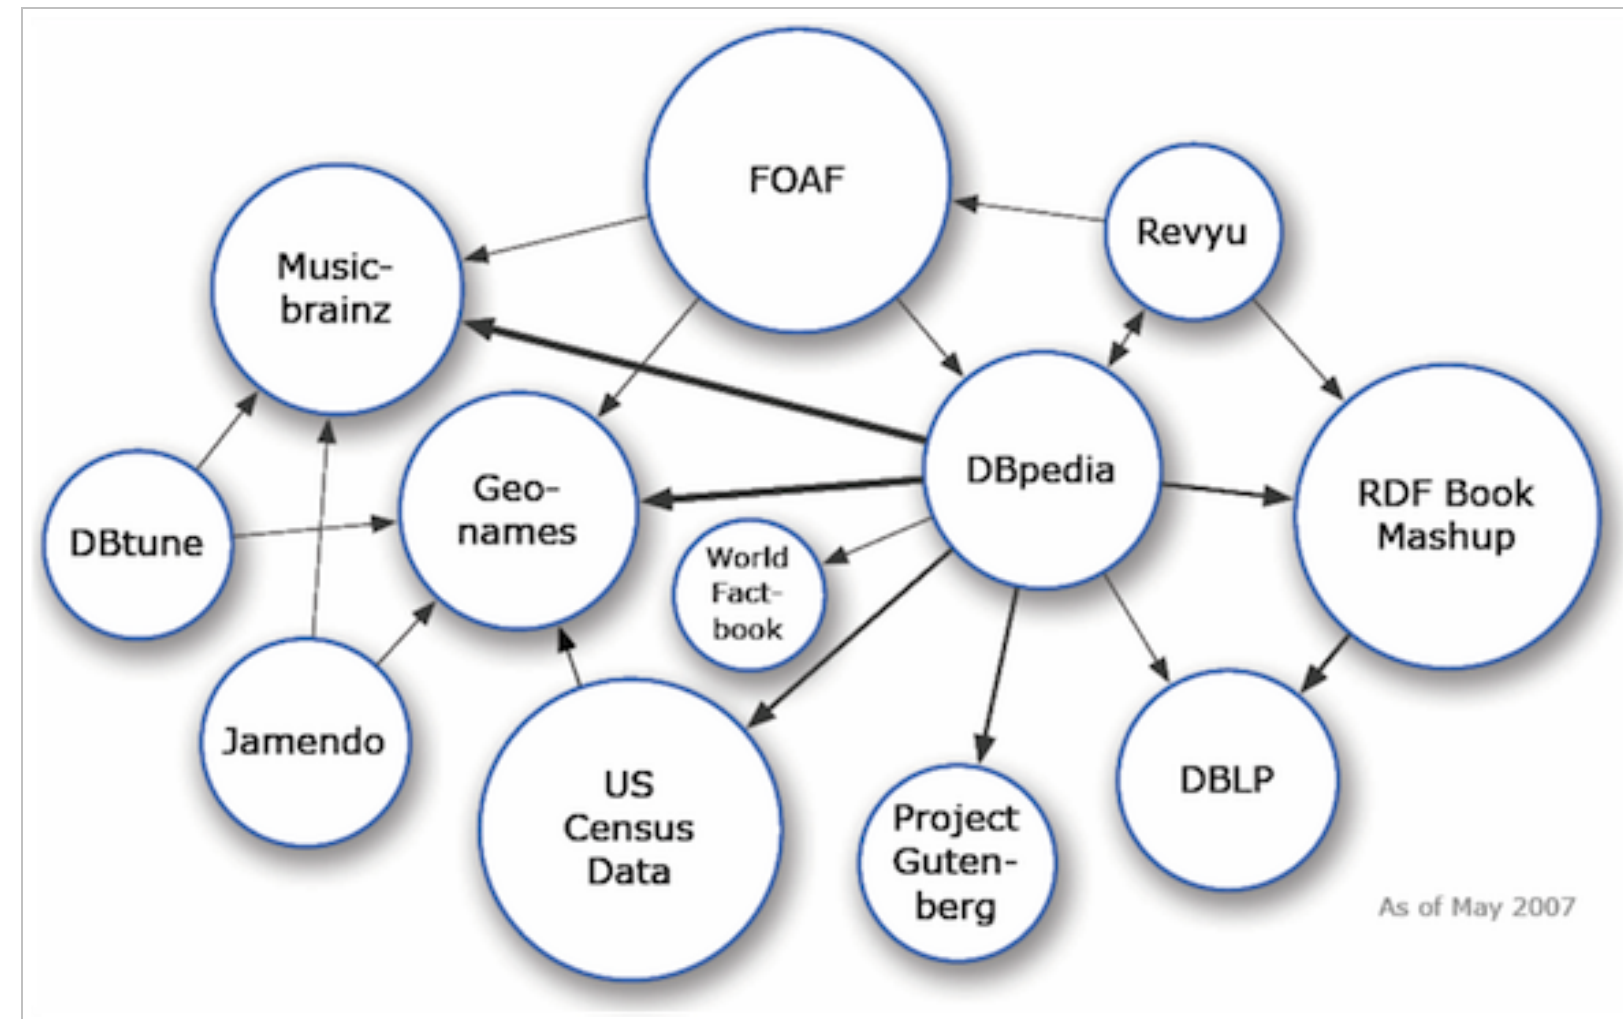 FOAF
Revyu
Music-
brainz
DBpedia
Geo-
names
RDF Book
Mashup
DBtune
World
Fact-
book
Jamendo
US
Census
Data
Project
Guten-
berg
DBLP
As of May 2007